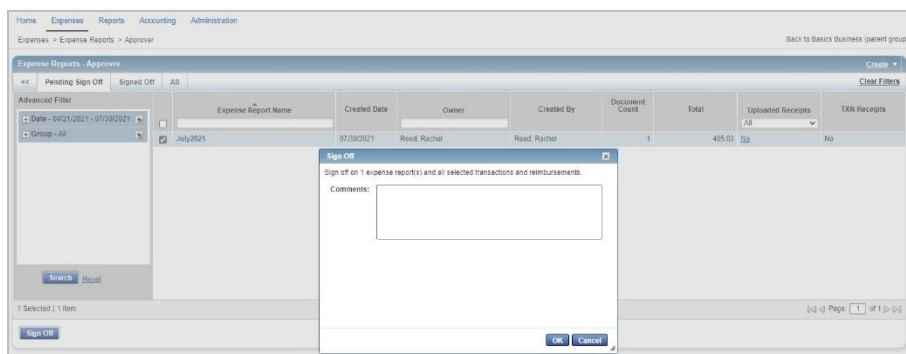 Home Expenses Reports Accounting Administration
Expenses > Expense Reports > Approver Back to Basics Business (parent group
Expense Reports - Approver Create
<< Pending Sign Off Signed Off All Clear Filters
Advanced Filter
Date - 04/21/2021 - 07/30/2021
Group - All
Expense Report Name Created Date Owner Created By Document Count Total Uploaded Receipts TXN Receipts
All
July2021 07/30/2021 Reed, Rachel Reed, Rachel 1 405.03 No No
Sign Off
Sign off on 1 expense report(s) and all selected transactions and reimbursements.
Comments:
Search Reset
1 Selected | 1 Item Page: 1 of 1
Sign Off
OK Cancel